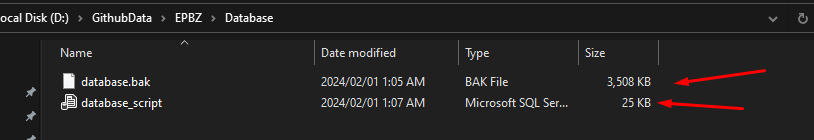 ocal Disk (D:) > GithubData > EPBZ > Database
Name Date modified Type Size
database.bak 2024/02/01 1:05 AM BAK File 3,508 KB
database_script 2024/02/01 1:07 AM Microsoft SQL Ser... 25 KB